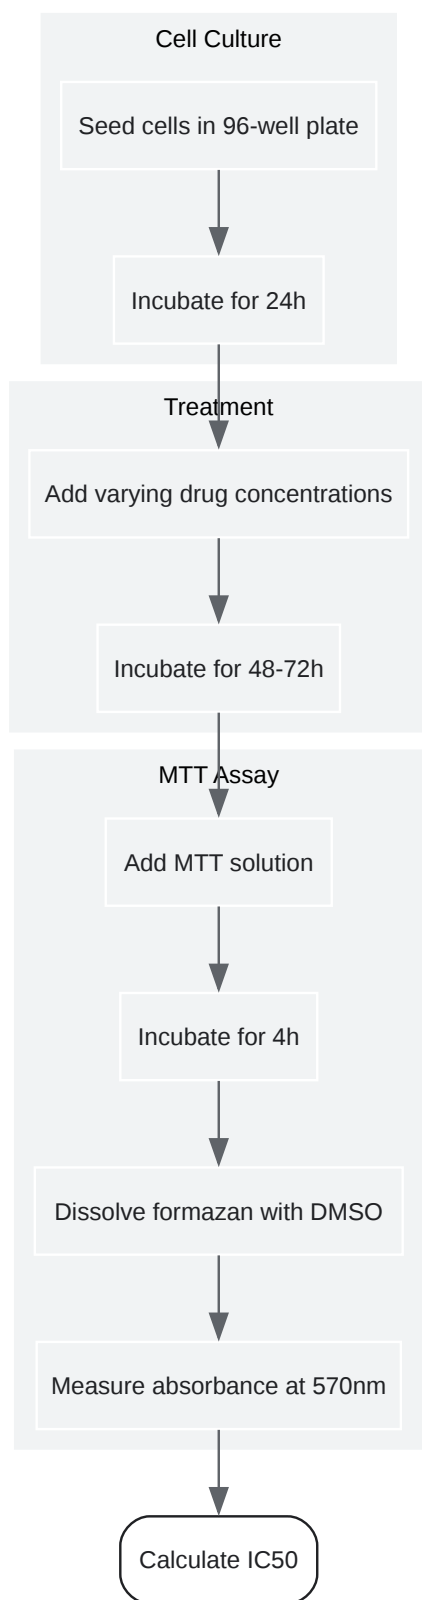 Cell Culture
Seed cells in 96-well plate
Incubate for 24h
Treatment
Add varying drug concentrations
Incubate for 48-72h
MTT Assay
Add MTT solution
Incubate for 4h
Dissolve formazan with DMSO
Measure absorbance at 570nm
Calculate IC50